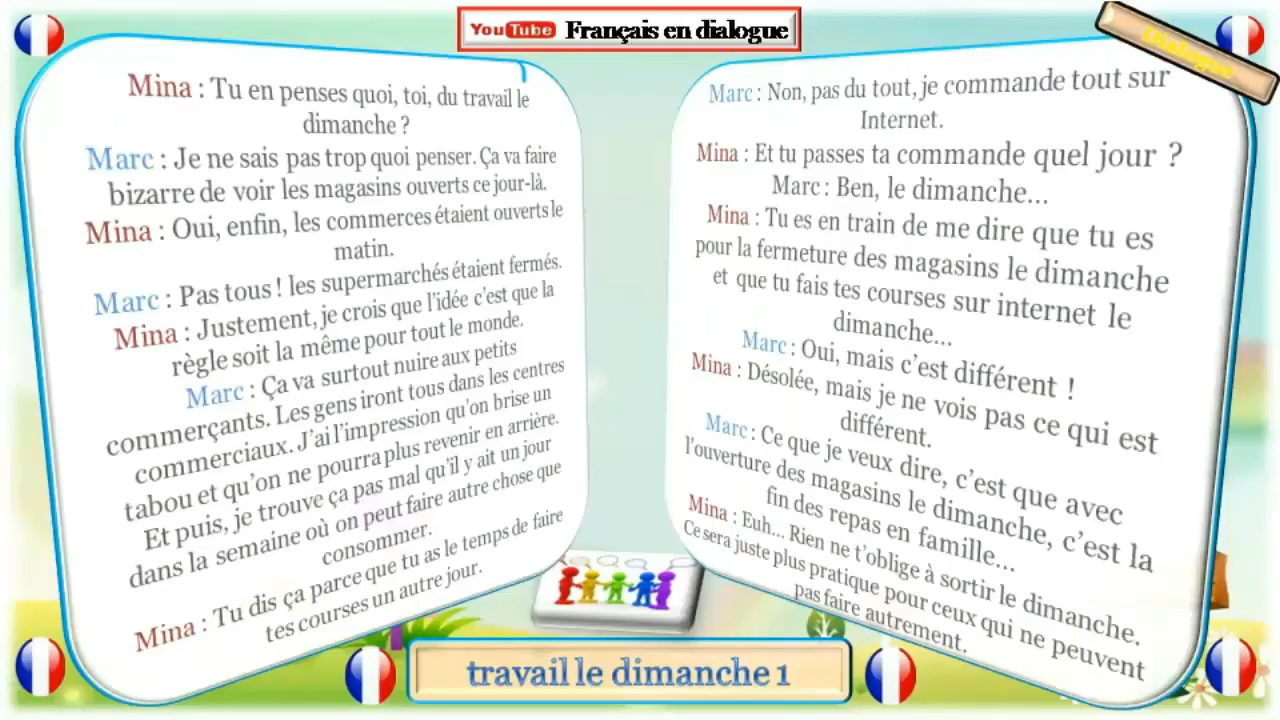 YouTube Français en dialogue
Dialogue
Mina : Tu en penses quoi, toi, du travail le
dimanche ?
Marc : Je ne sais pas trop quoi penser. Ça va faire
bizarre de voir les magasins ouverts ce jour-là.
Mina : Oui, enfin, les commerces étaient ouverts le
matin.
Marc : Pas tous ! les supermarchés étaient fermés.
Mina : Justement, je crois que l'idée c'est que la
règle soit la même pour tout le monde.
Marc : Ça va surtout nuire aux petits
commerçants. Les gens iront tous dans les centres
commerciaux. J'ai l'impression qu'on brise un
tabou et qu'on ne pourra plus revenir en arrière.
Et puis, je trouve ça pas mal qu'il y ait un jour
dans la semaine où on peut faire autre chose que
consommer.
Mina : Tu dis ça parce que tu as le temps de faire
tes courses un autre jour.
Marc : Non, pas du tout, je commande tout sur
Internet.
Mina : Et tu passes ta commande quel jour ?
Marc : Ben, le dimanche...
Mina : Tu es en train de me dire que tu es
pour la fermeture des magasins le dimanche
et que tu fais tes courses sur internet le
dimanche...
Marc : Oui, mais c'est différent !
Mina : Désolée, mais je ne vois pas ce qui est
différent.
Marc : Ce que je veux dire, c'est que avec
l'ouverture des magasins le dimanche, c'est la
fin des repas en famille...
Mina : Euh... Rien ne t'oblige à sortir le dimanche.
Ce sera juste plus pratique pour ceux qui ne peuvent
pas faire autrement.
travail le dimanche 1